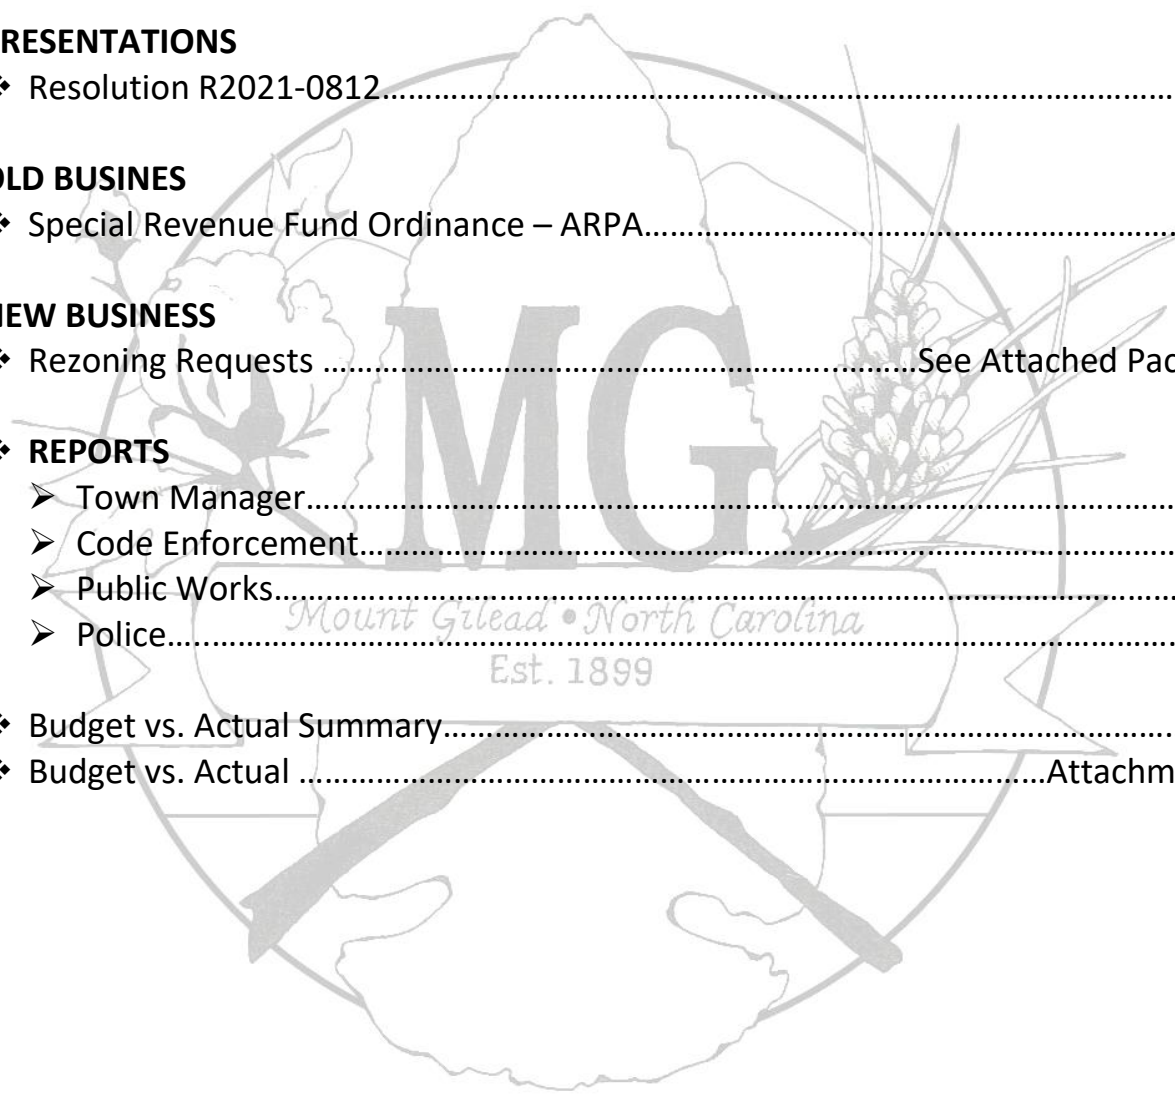 RESENTATIONS
❖ Resolution R2021-0812……………………………………………………………………………
OLD BUSINES
❖ Special Revenue Fund Ordinance – ARPA……………………………………………………
NEW BUSINESS
❖ Rezoning Requests …………………………………………………………See Attached Pac
❖ REPORTS
➢ Town Manager……………………………………………………………………………………
➢ Code Enforcement………………………………………………………………………………
➢ Public Works………………………………………………………………………………………
➢ Police…………………………………………………………………………………………………
❖ Budget vs. Actual Summary………………………………………………………………………
❖ Budget vs. Actual ……………………………………………………………………………Attachm
MG
Mount Gilead • North Carolina
Est. 1899